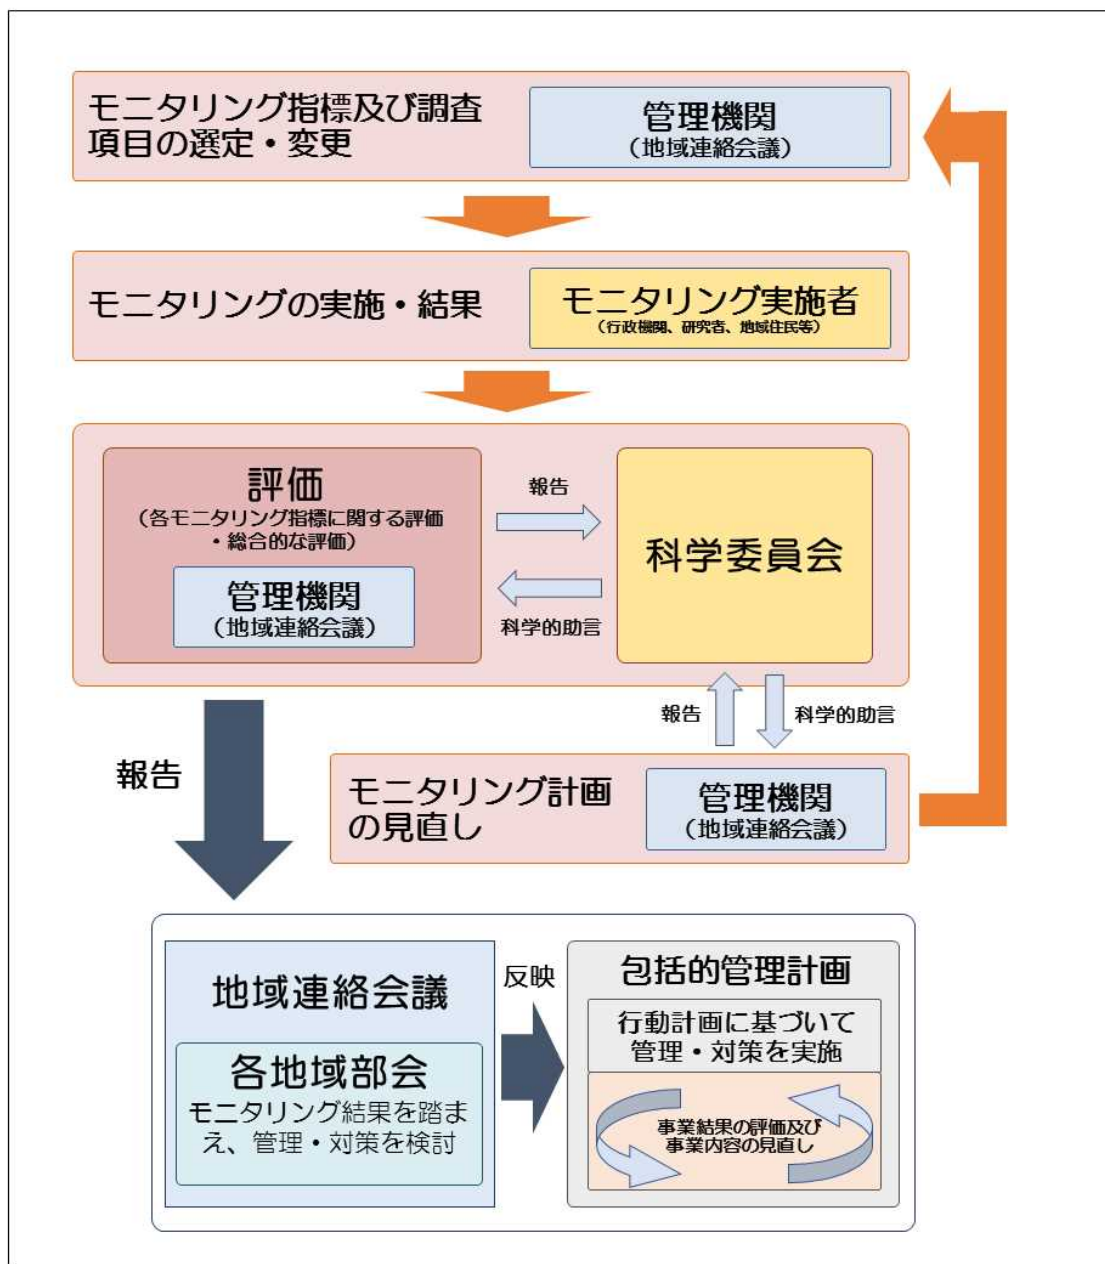 モニタリング指標及び調査
項目の選定・変更
管理機関
（地域連絡会議）
モニタリングの実施・結果
モニタリング実施者
（行政機関、研究者、地域住民等）
評価
（各モニタリング指標に関する評価
・総合的な評価）
管理機関
（地域連絡会議）
報告
科学的助言
科学委員会
報告
科学的助言
報告
モニタリング計画
の見直し
管理機関
（地域連絡会議）
地域連絡会議
各地域部会
モニタリング結果を踏ま
え、管理・対策を検討
反映
包括的管理計画
行動計画に基づいて
管理・対策を実施
事業結果の評価及び
事業内容の見直し